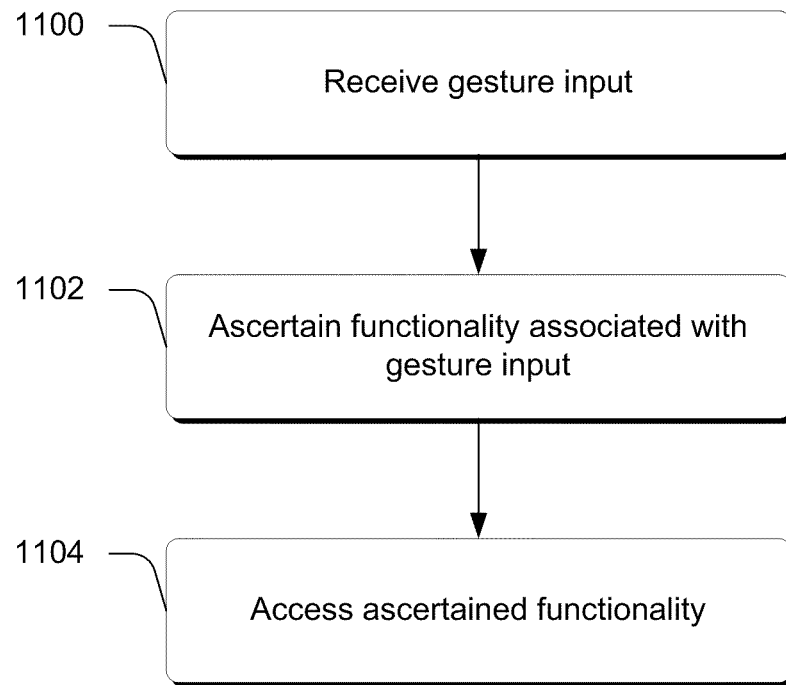 1100
Receive gesture input
1102
Ascertain functionality associated with
gesture input
1104
Access ascertained functionality